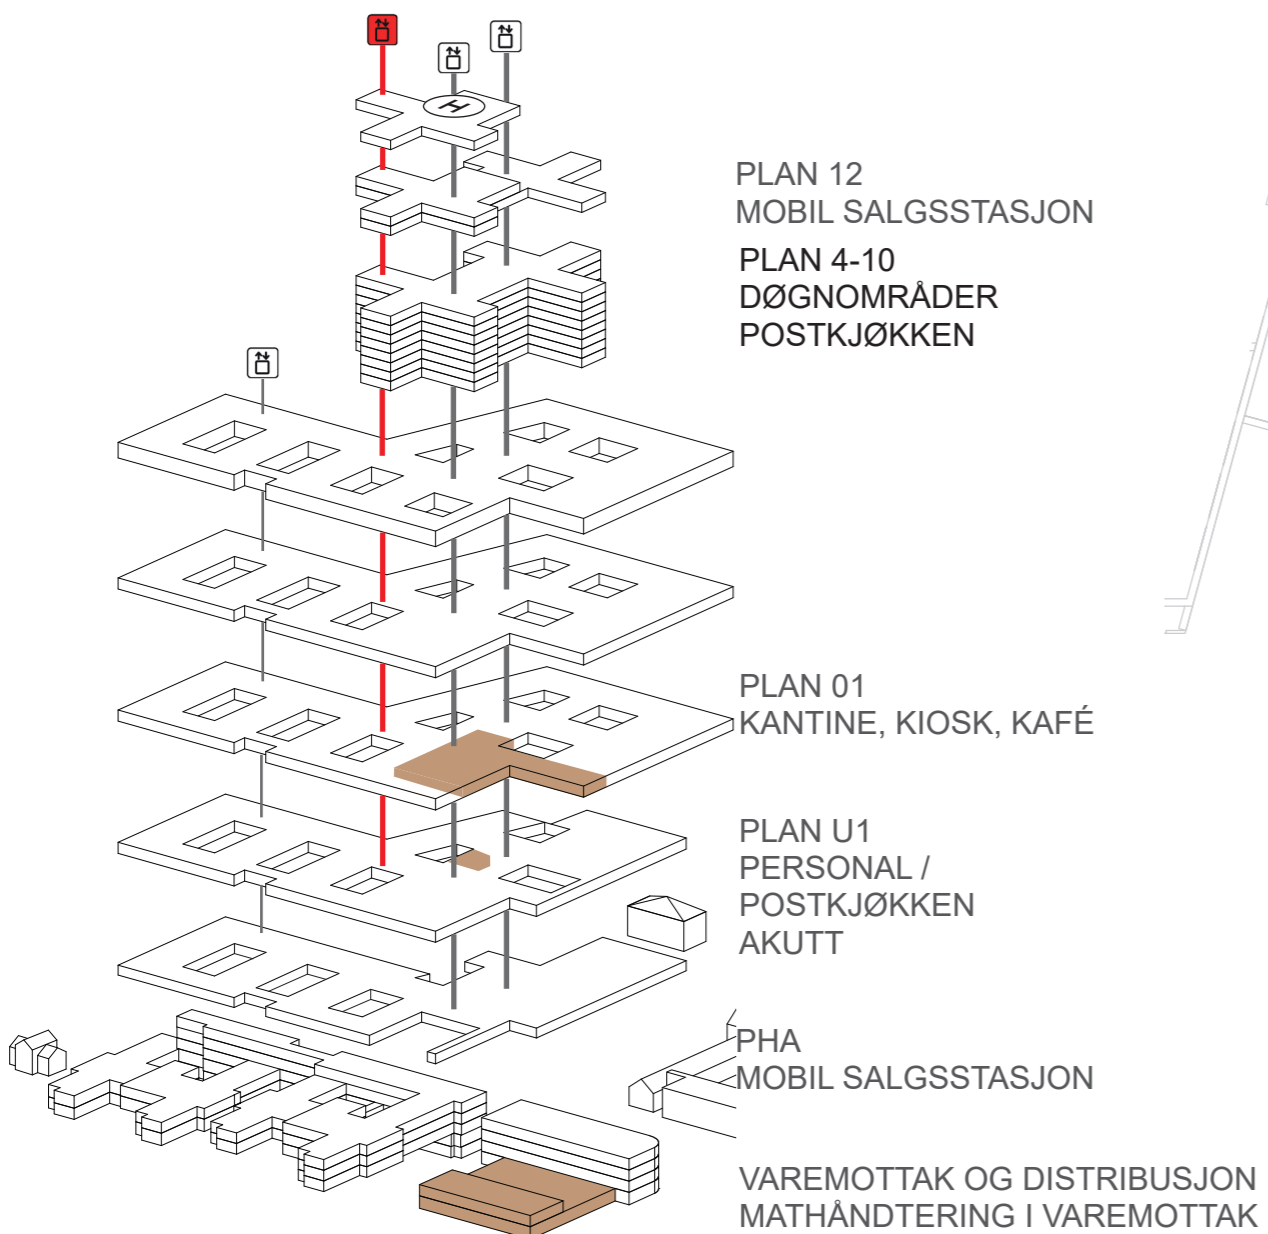 H
PLAN 12
MOBIL SALGSSTASJON
PLAN 4-10
DØGNOMRÅDER
POSTKJØKKEN
PLAN 01
KANTINE, KIOSK, KAFÉ
PLAN U1
PERSONAL /
POSTKJØKKEN
AKUTT
PHA
MOBIL SALGSSTASJON
VAREMOTTAK OG DISTRIBUSJON
MATHÅNDTERING I VAREMOTTAK